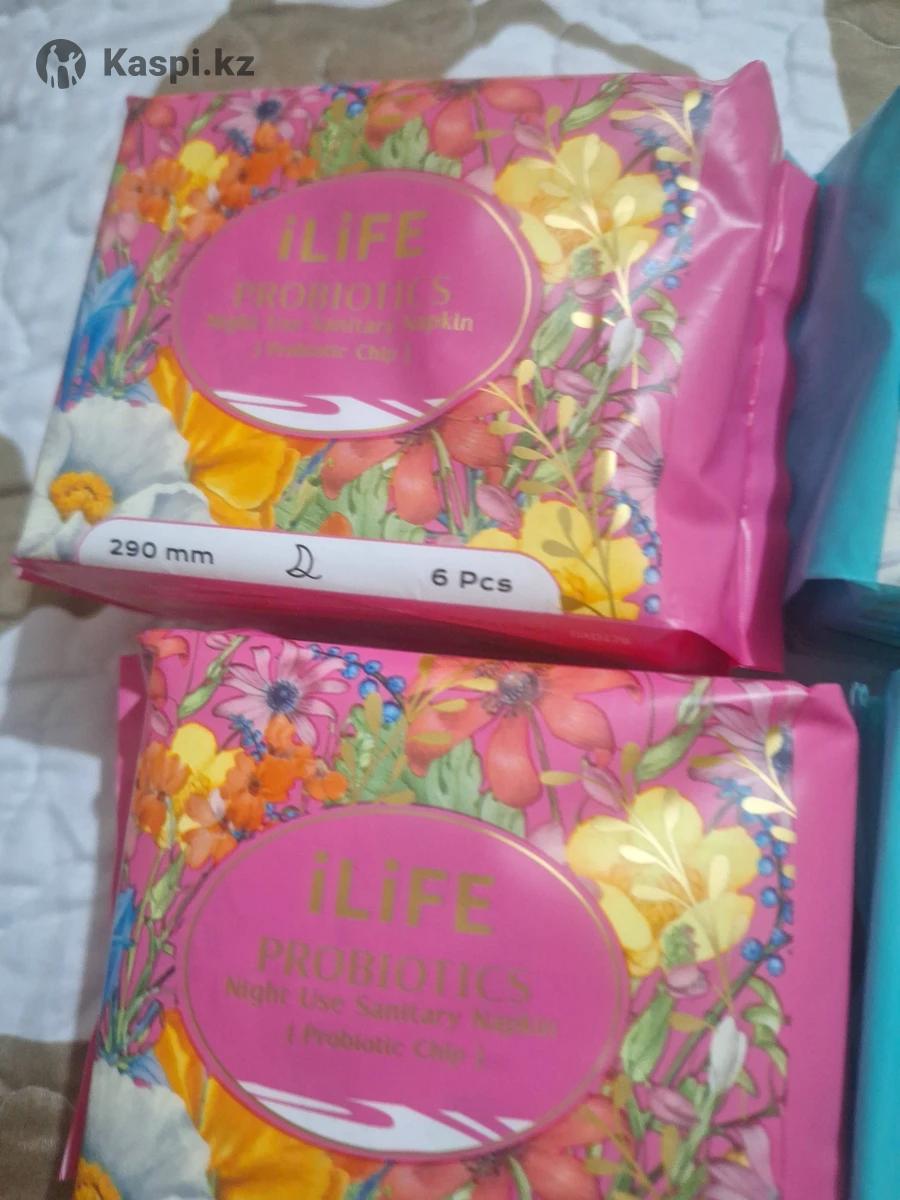 Kaspi.kz
iLiFE
PROBIOTICS
Night Use Sanitary Napkin
( Probiotic Chip )
290 mm
6 Pcs
iLiFE
PROBIOTICS
Night Use Sanitary Napkin
( Probiotic Chip )